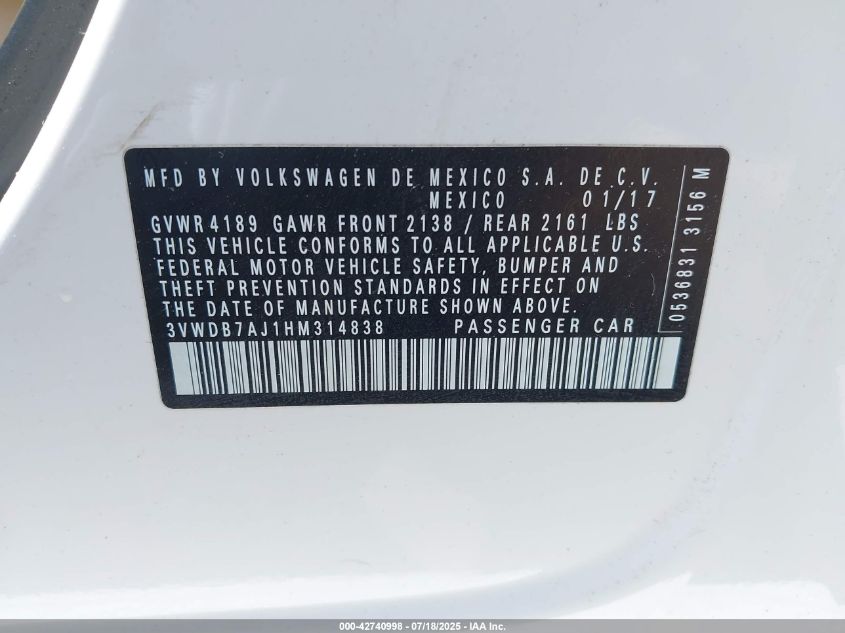 MFD BY VOLKSWAGEN DE MEXICO S.A. DE C.V.
MEXICO 01/17
GVWR 4189 GAWR FRONT 2138 / REAR 2161 LBS
THIS VEHICLE CONFORMS TO ALL APPLICABLE U.S.
FEDERAL MOTOR VEHICLE SAFETY, BUMPER AND
THEFT PREVENTION STANDARDS IN EFFECT ON
THE DATE OF MANUFACTURE SHOWN ABOVE.
3VWDB7AJ1HM314838 PASSENGER CAR
0536831 3156 M
000-42740998 - 07/18/2025 - IAA Inc.